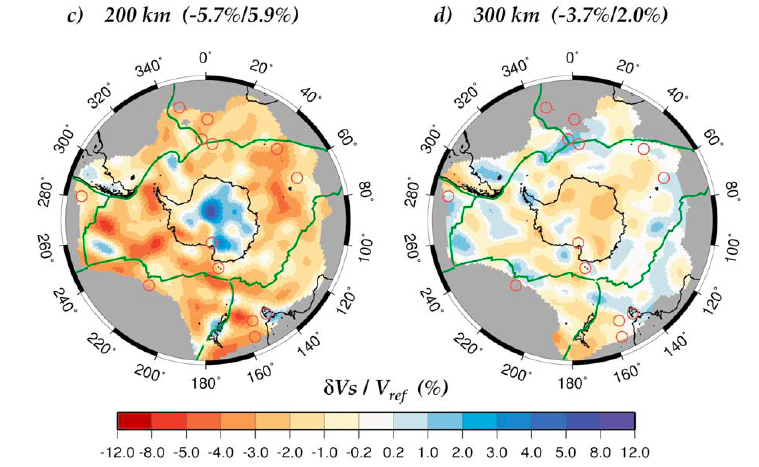 c) 200 km (-5.7%/5.9%)
d) 300 km (-3.7%/2.0%)
0˚ 20˚ 40˚ 60˚ 80˚ 100˚ 120˚ 140˚ 160˚ 180˚ 200˚ 220˚ 240˚ 260˚ 280˚ 300˚ 320˚ 340˚
0˚ 20˚ 40˚ 60˚ 80˚ 100˚ 120˚ 140˚ 160˚ 180˚ 200˚ 220˚ 240˚ 260˚ 280˚ 300˚ 320˚ 340˚
δVs / Vref (%)
-12.0 -8.0 -5.0 -4.0 -3.0 -2.0 -1.0 -0.2 0.2 1.0 2.0 3.0 4.0 5.0 8.0 12.0